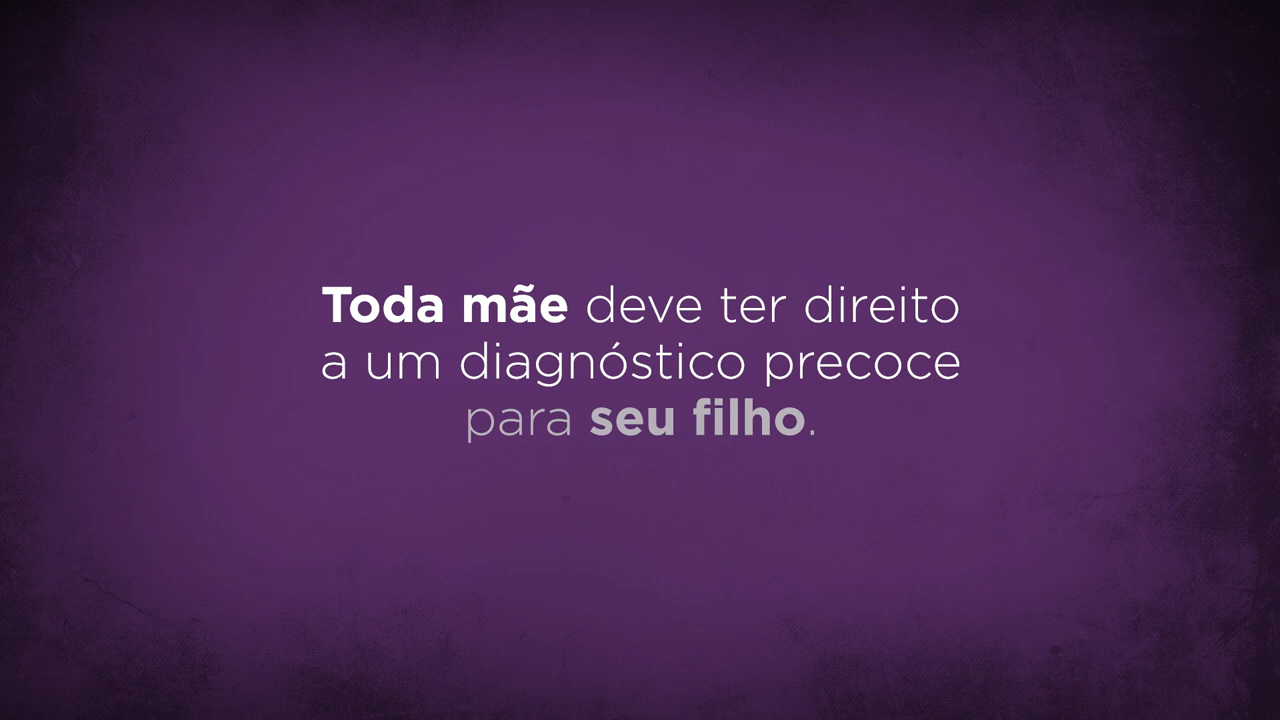 Toda mãe deve ter direito
a um diagnóstico precoce
para seu filho.